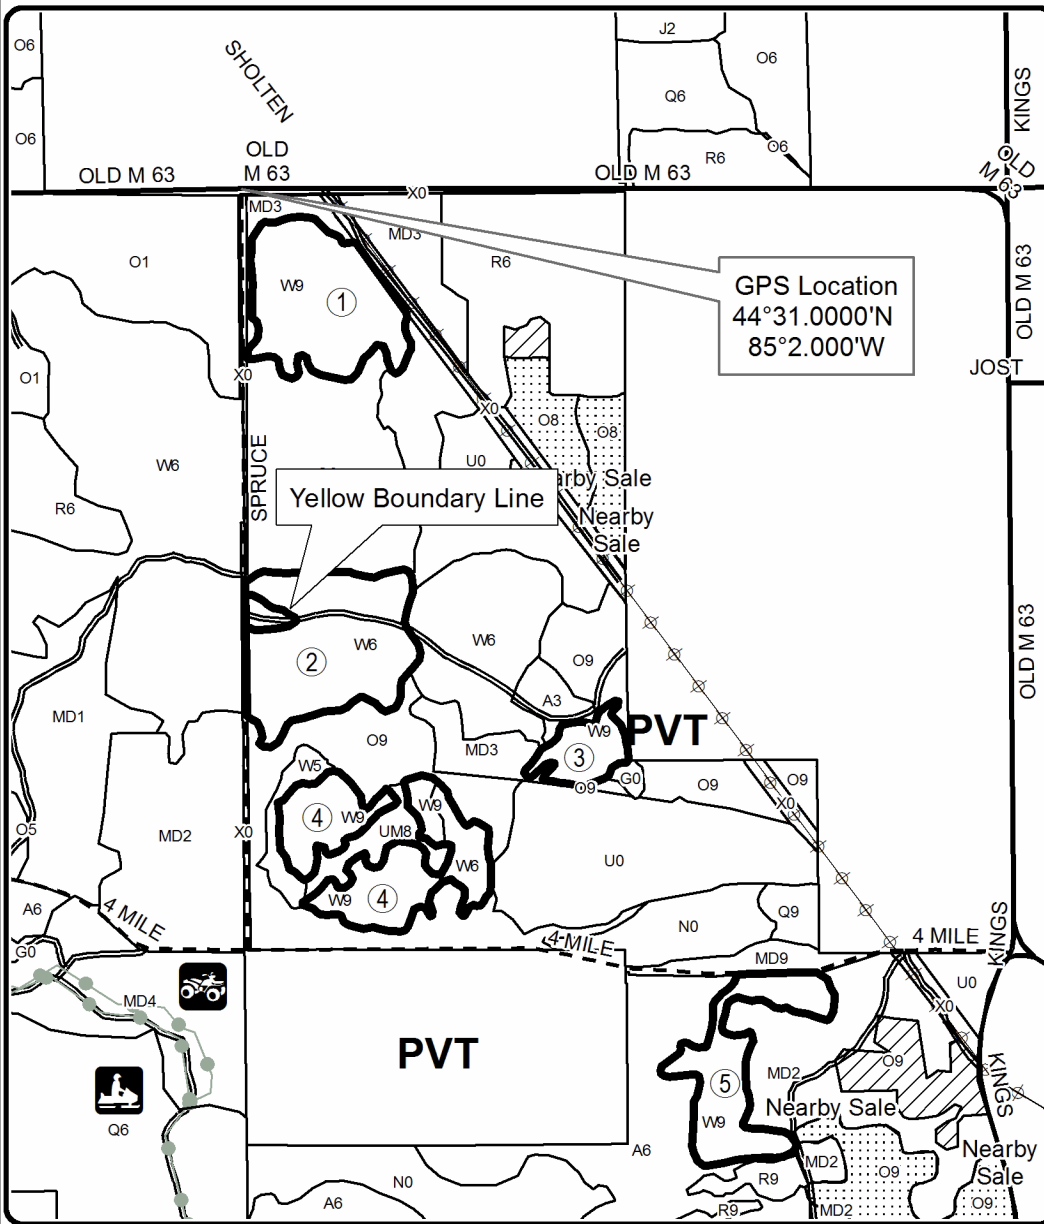 J2
O6
O6
SHOLTEN
KINGS
Q6
O6
O6
R6
OLD
M 63
OLD M 63
OLD
M 63
OLD M 63
X0
MD3
MD3
O1
R6
W9
1
GPS Location
44°31.0000'N
85°2.000'W
OLD M 63
JOST
X0
O1
X0
O8
O8
SPRUCE
W6
U0
arby Sale
Yellow Boundary Line
R6
Nearby
Sale
W6
W6
2
O9
OLD M 63
A3
MD1
W9
PVT
O9
MD3
3
W5
G0
O9
O9
O9
W9
X0
4
W9
O5
MD2
X0
UM8
U0
W6
W9
4
A6
4 MILE
Q9
N0
KINGS
4 MILE
4 MILE
G0
MD9
U0
MD4
X0
PVT
O9
5
MD2
KINGS
Nearby Sale
Q6
W9
A6
Nearby
Sale
MD2
O9
R9
N0
A6
O9
R9
MD2